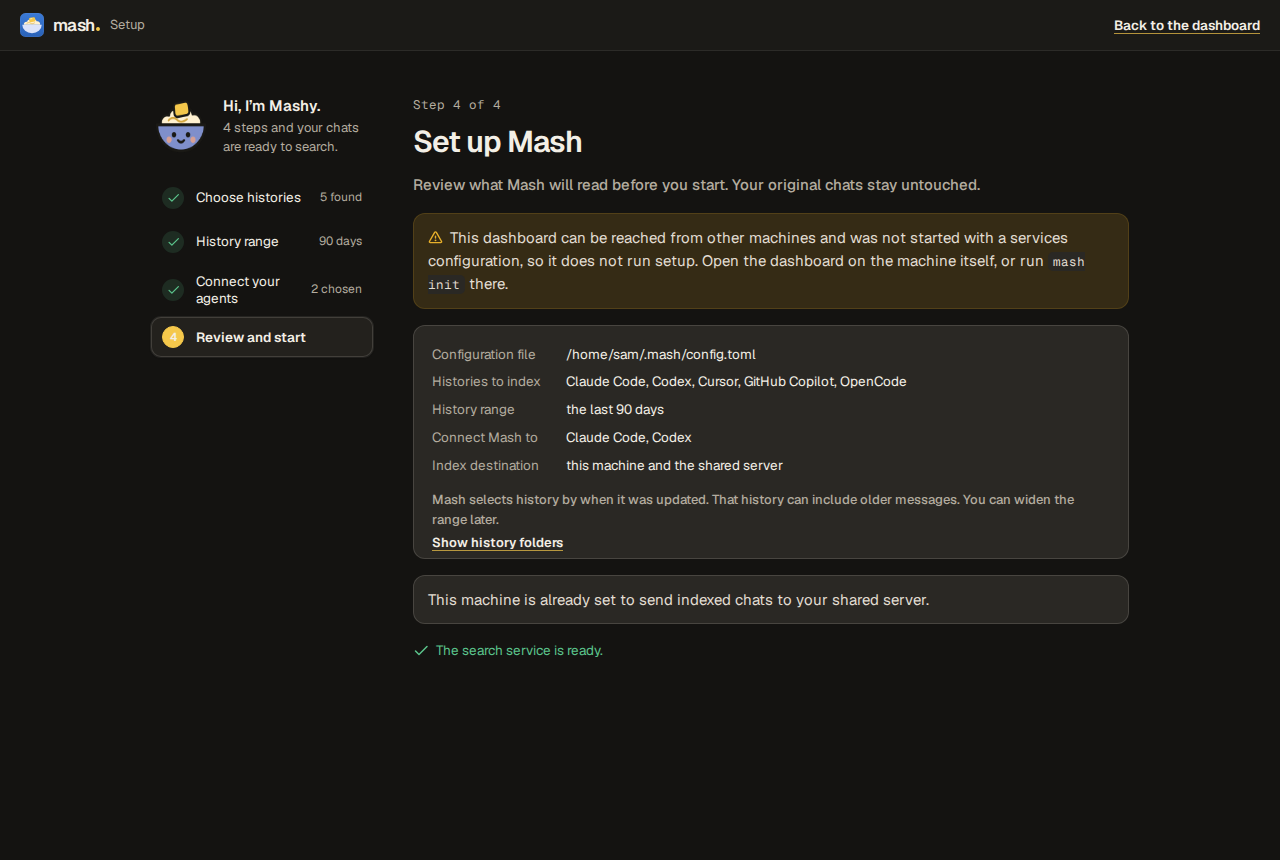 mash. Setup
Back to the dashboard
Hi, I'm Mashy.
4 steps and your chats
are ready to search.
Choose histories 5 found
History range 90 days
Connect your
agents
2 chosen
4 Review and start
Step 4 of 4
Set up Mash
Review what Mash will read before you start. Your original chats stay untouched.
This dashboard can be reached from other machines and was not started with a services
configuration, so it does not run setup. Open the dashboard on the machine itself, or run mash
init there.
Configuration file /home/sam/.mash/config.toml
Histories to index Claude Code, Codex, Cursor, GitHub Copilot, OpenCode
History range the last 90 days
Connect Mash to Claude Code, Codex
Index destination this machine and the shared server
Mash selects history by when it was updated. That history can include older messages. You can widen the
range later.
Show history folders
This machine is already set to send indexed chats to your shared server.
The search service is ready.